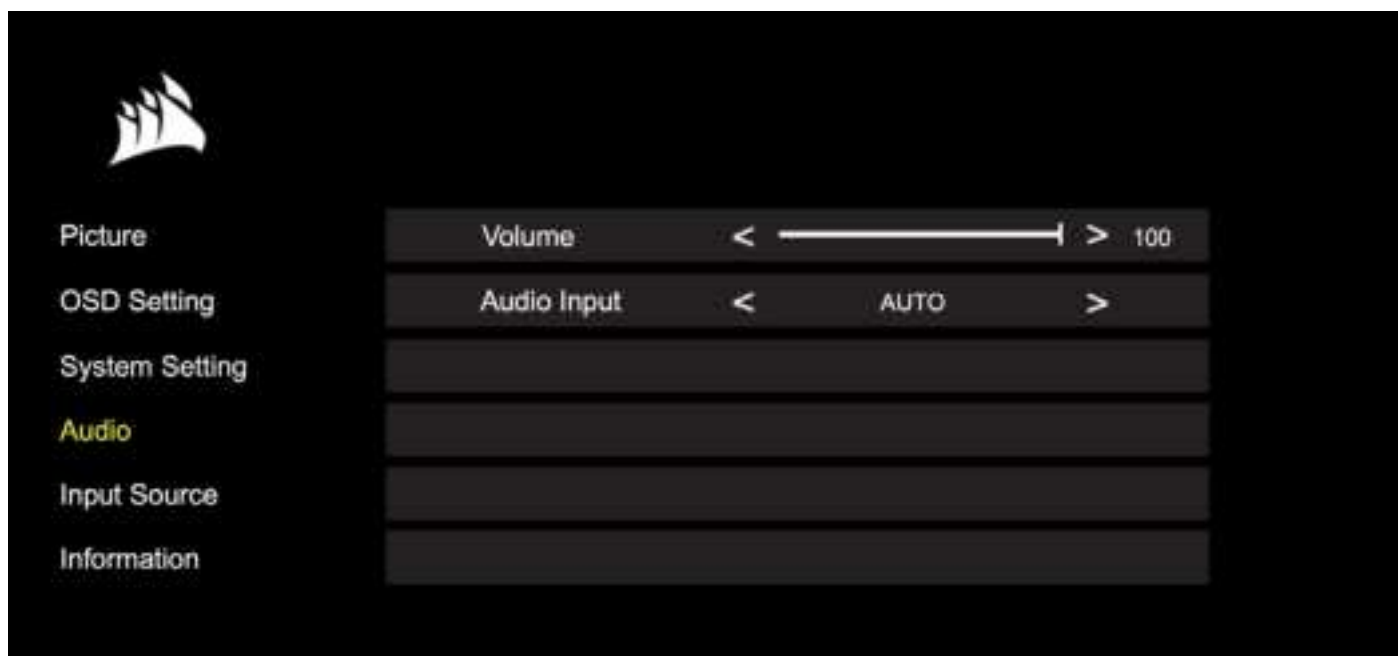 Picture
Volume < > 100
OSD Setting
Audio Input < AUTO >
System Setting
Audio
Input Source
Information